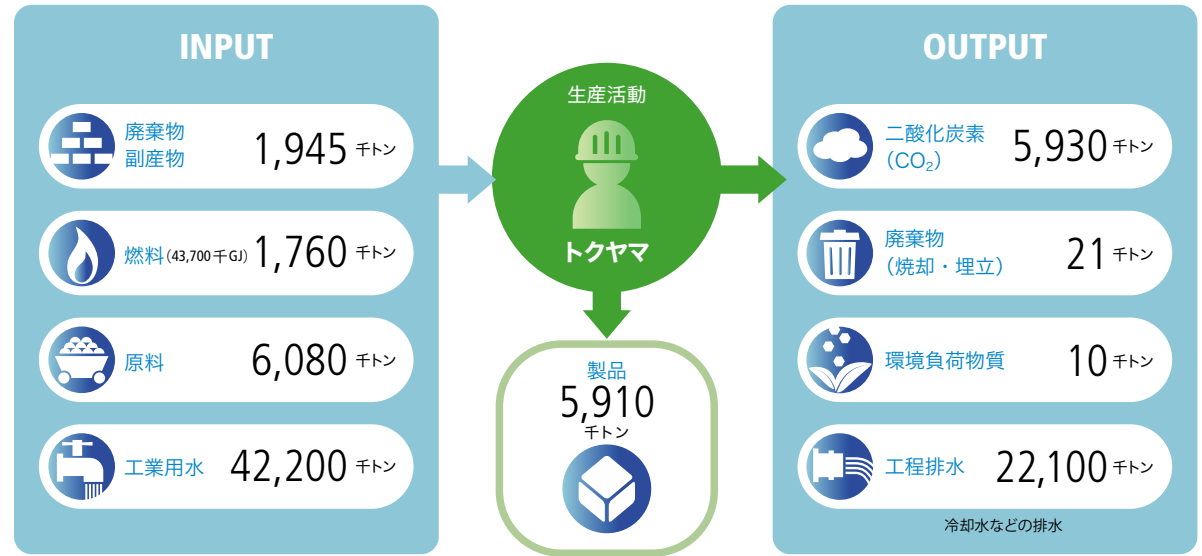 INPUT
廃棄物
副産物
1,945 千トン
燃料(43,700千GJ) 1,760 千トン
原料 6,080 千トン
工業用水 42,200 千トン
生産活動
トクヤマ
製品
5,910
千トン
OUTPUT
二酸化炭素
（CO₂）
5,930 千トン
廃棄物
（焼却・埋立）
21 千トン
環境負荷物質 10 千トン
工程排水 22,100 千トン
冷却水などの排水